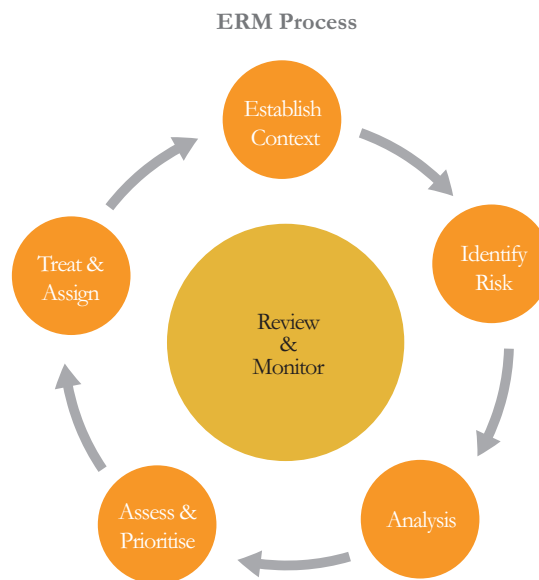 ERM Process
Establish
Context
Identify
Risk
Analysis
Assess &
Prioritise
Treat &
Assign
Review
&
Monitor